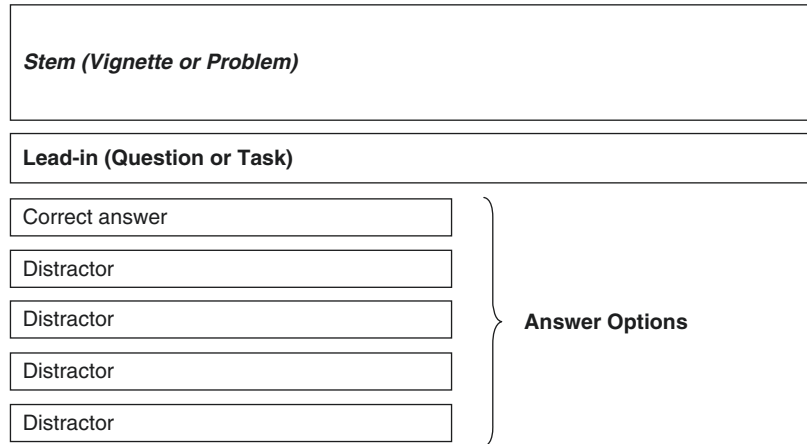 Stem (Vignette or Problem)
Lead-in (Question or Task)
Correct answer
Distractor
Distractor
Distractor
Distractor
Answer Options